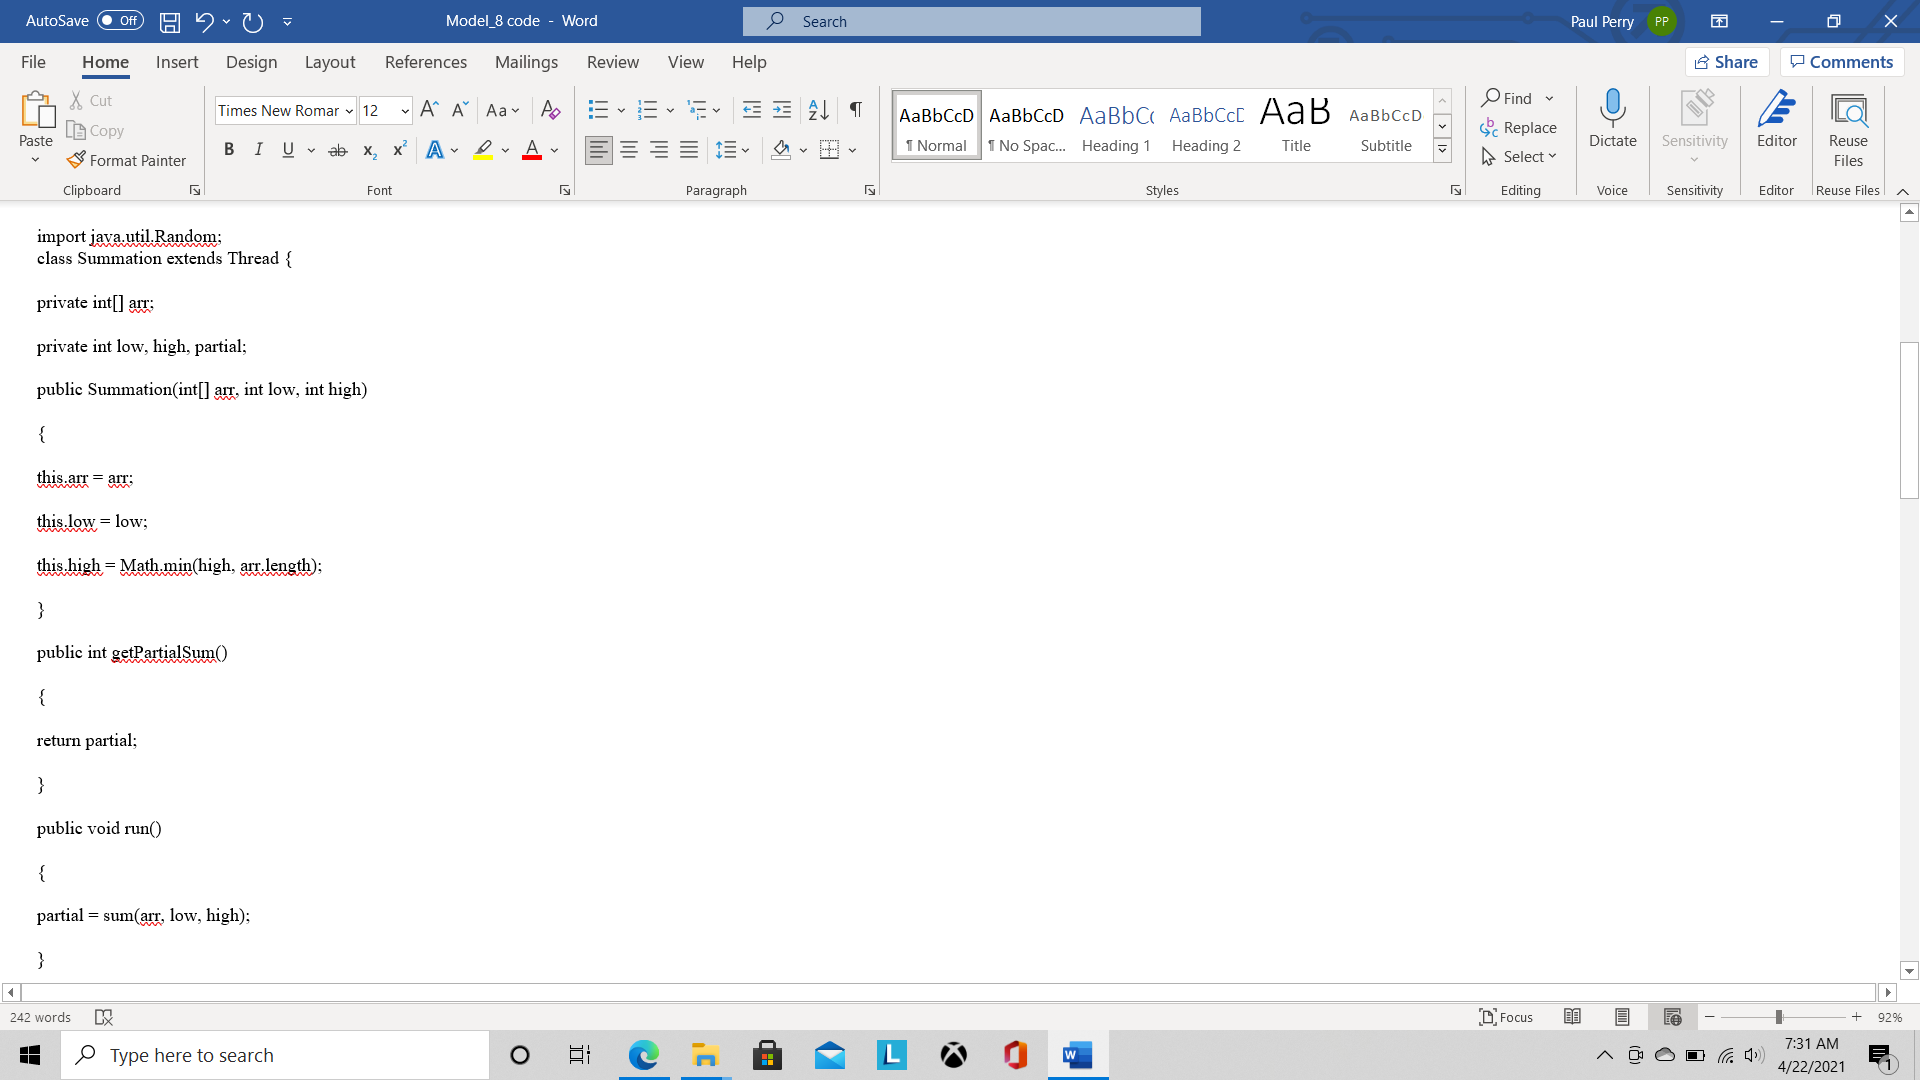 AutoSave Off Model_8 code - Word Search Paul Perry PP
File Home Insert Design Layout References Mailings Review View Help Share Comments
Paste Cut Copy Format Painter Clipboard
Times New Romar 12 A A Aa A
B I U ab x₂ x² A A Font
Paragraph
AaBbCcD AaBbCcD AaBbC AaBbCcD AaB AaBbCcD
¶ Normal ¶ No Spac... Heading 1 Heading 2 Title Subtitle
Styles
Find Replace Select Editing
Dictate Voice
Sensitivity Sensitivity
Editor Editor
Reuse Files Reuse Files
import java.util.Random;
class Summation extends Thread {
private int[] arr;
private int low, high, partial;
public Summation(int[] arr, int low, int high)
{
this.arr = arr;
this.low = low;
this.high = Math.min(high, arr.length);
}
public int getPartialSum()
{
return partial;
}
public void run()
{
partial = sum(arr, low, high);
}
242 words Focus 92%
Type here to search
7:31 AM
4/22/2021
1